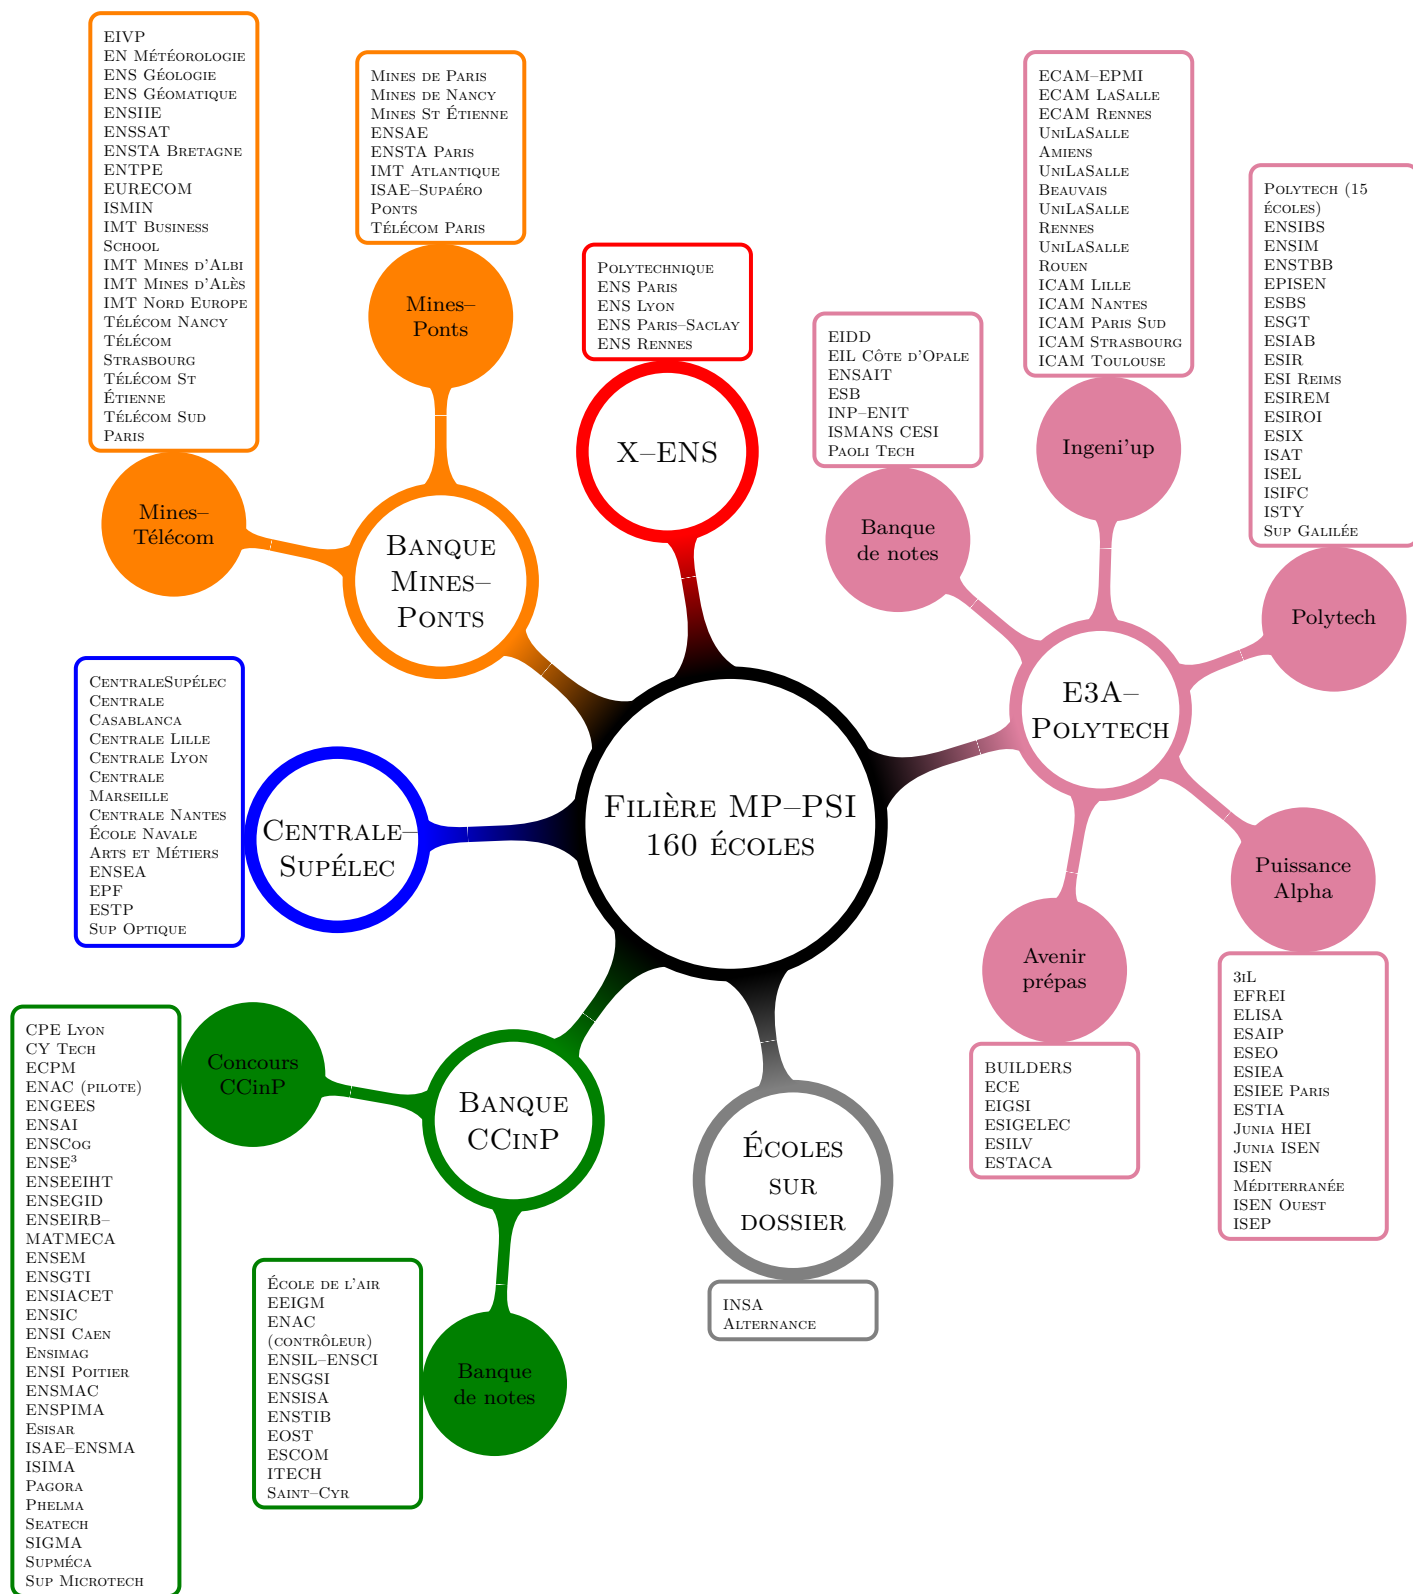 EIVP
EN Météorologie
ENS Géologie
ENS Géomatique
ENSIIE
ENSSAT
ENSTA Bretagne
ENTPE
EURECOM
ISMIN
IMT Business
School
IMT Mines d'Albi
IMT Mines d'Alès
IMT Nord Europe
Télécom Nancy
Télécom
Strasbourg
Télécom St
Étienne
Télécom Sud
Paris
Mines–
Télécom
Mines de Paris
Mines de Nancy
Mines St Étienne
ENSAE
ENSTA Paris
IMT Atlantique
ISAE–Supaéro
Ponts
Télécom Paris
Mines–
Ponts
Banque
Mines–
Ponts
Polytechnique
ENS Paris
ENS Lyon
ENS Paris–Saclay
ENS Rennes
X–ENS
EIDD
EIL Côte d'Opale
ENSAIT
ESB
INP–ENIT
ISMANS CESI
Paoli Tech
Banque
de notes
ECAM–EPMI
ECAM LaSalle
ECAM Rennes
UniLaSalle
Amiens
UniLaSalle
Beauvais
UniLaSalle
Rennes
UniLaSalle
Rouen
ICAM Lille
ICAM Nantes
ICAM Paris Sud
ICAM Strasbourg
ICAM Toulouse
Ingeni'up
Polytech (15
écoles)
ENSIBS
ENSIM
ENSTBB
EPISEN
ESBS
ESGT
ESIAB
ESIR
ESI Reims
ESIREM
ESIROI
ESIX
ISAT
ISEL
ISIFC
ISTY
Sup Galilée
Polytech
E3A–
Polytech
Filière MP–PSI
160 écoles
CentraleSupélec
Centrale
Casablanca
Centrale Lille
Centrale Lyon
Centrale
Marseille
Centrale Nantes
École Navale
Arts et Métiers
ENSEA
EPF
ESTP
Sup Optique
Centrale–
Supélec
Puissance
Alpha
3iL
EFREI
ELISA
ESAIP
ESEO
ESIEA
ESIEE Paris
ESTIA
Junia HEI
Junia ISEN
ISEN
Méditerranée
ISEN Ouest
ISEP
Avenir
prépas
BUILDERS
ECE
EIGSI
ESIGELEC
ESILV
ESTACA
CPE Lyon
CY Tech
ECPM
ENAC (pilote)
ENGEES
ENSAI
ENSCog
ENSE³
ENSEEIHT
ENSEGID
ENSEIRB–
MATMECA
ENSEM
ENSGTI
ENSIACET
ENSIC
ENSI Caen
Ensimag
ENSI Poitier
ENSMAC
ENSPIMA
Esisar
ISAE–ENSMA
ISIMA
Pagora
Phelma
Seatech
SIGMA
Supméca
Sup Microtech
Concours
CCinP
Banque
CCinP
École de l'air
EEIGM
ENAC
(contrôleur)
ENSIL–ENSCI
ENSGSI
ENSISA
ENSTIB
EOST
ESCOM
ITECH
Saint–Cyr
Banque
de notes
Écoles
sur
dossier
INSA
Alternance